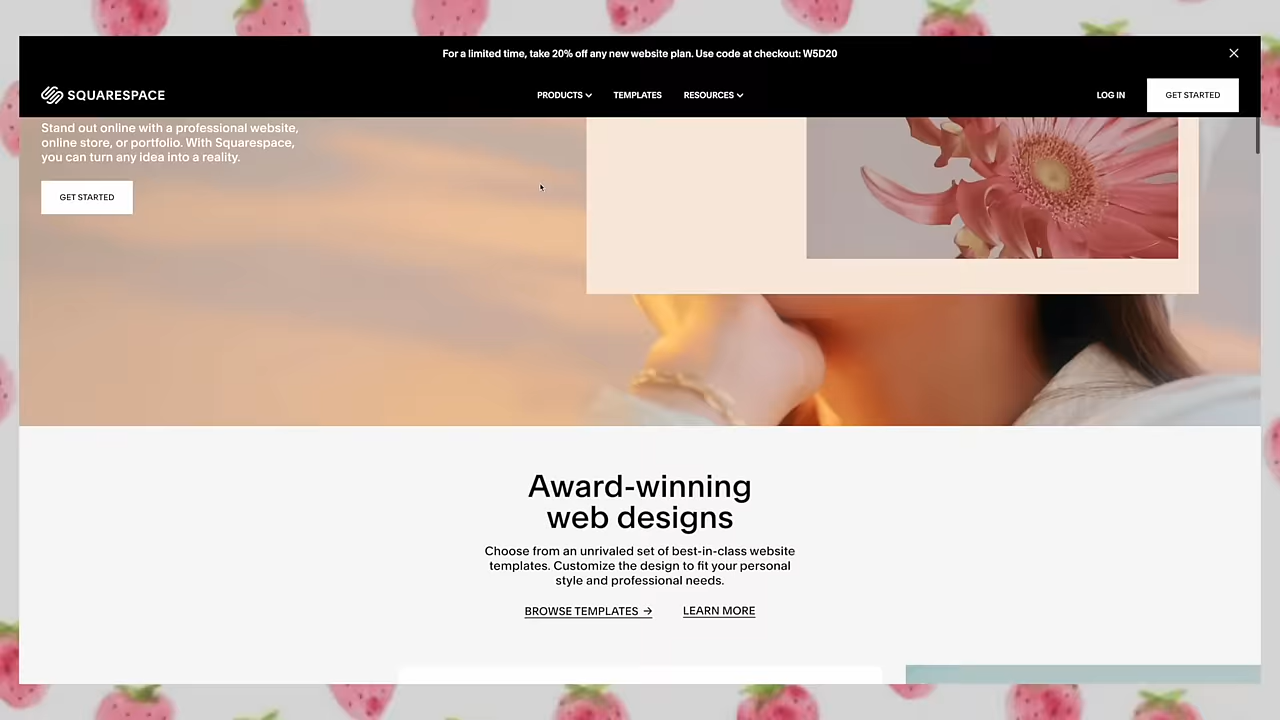 For a limited time, take 20% off any new website plan. Use code at checkout: W5D20
SQUARESPACE
PRODUCTS
TEMPLATES
RESOURCES
LOG IN
GET STARTED
Stand out online with a professional website,
online store, or portfolio. With Squarespace,
you can turn any idea into a reality.
GET STARTED
Award-winning
web designs
Choose from an unrivaled set of best-in-class website
templates. Customize the design to fit your personal
style and professional needs.
BROWSE TEMPLATES →
LEARN MORE